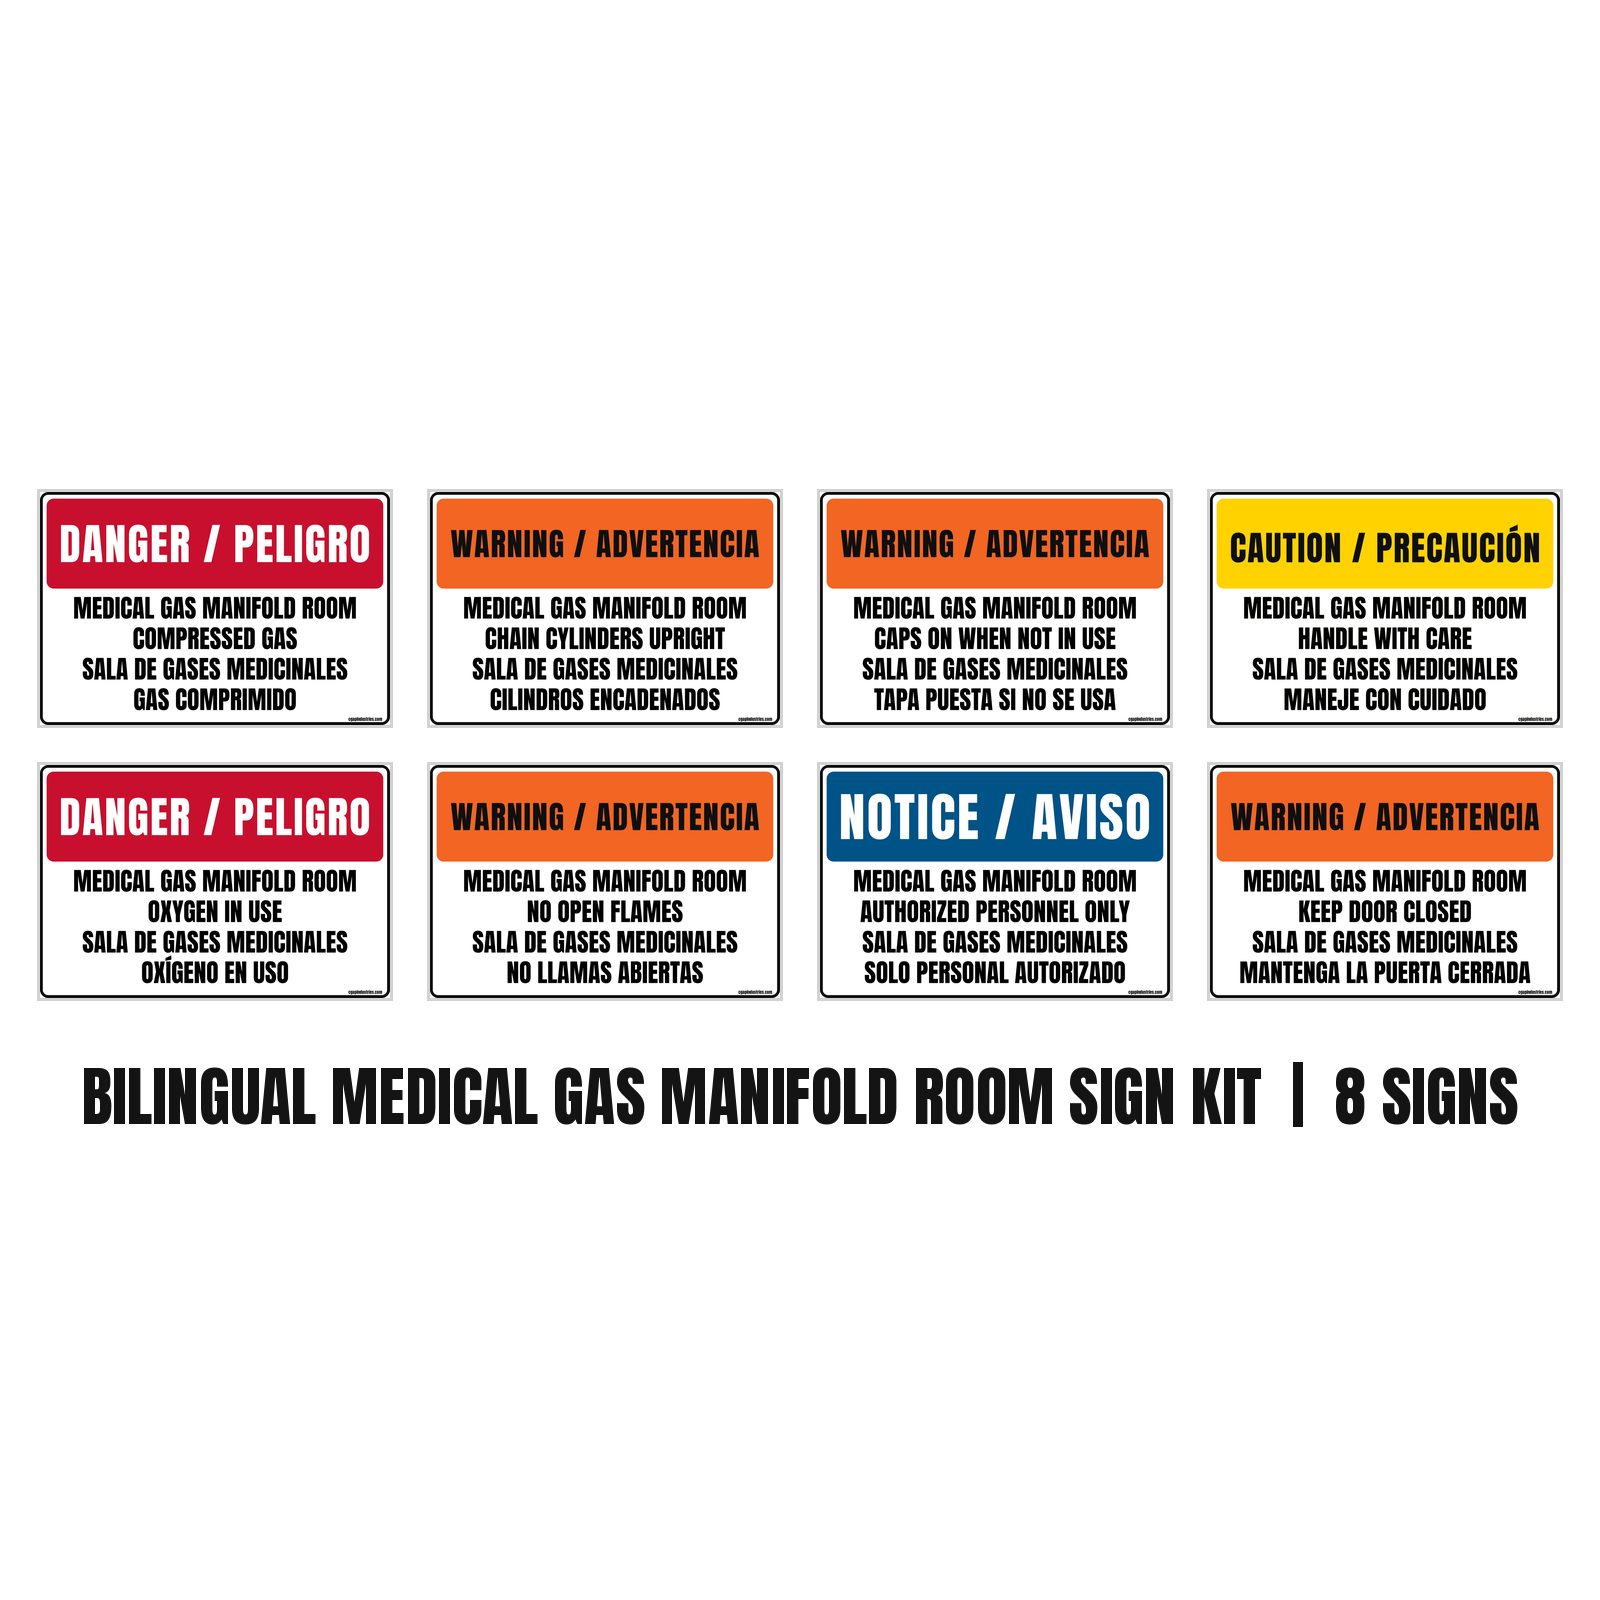 DANGER / PELIGRO
MEDICAL GAS MANIFOLD ROOM
COMPRESSED GAS
SALA DE GASES MEDICINALES
GAS COMPRIMIDO
cgaphindustries.com
WARNING / ADVERTENCIA
MEDICAL GAS MANIFOLD ROOM
CHAIN CYLINDERS UPRIGHT
SALA DE GASES MEDICINALES
CILINDROS ENCADENADOS
WARNING / ADVERTENCIA
MEDICAL GAS MANIFOLD ROOM
CAPS ON WHEN NOT IN USE
SALA DE GASES MEDICINALES
TAPA PUESTA SI NO SE USA
CAUTION / PRECAUCIÓN
MEDICAL GAS MANIFOLD ROOM
HANDLE WITH CARE
SALA DE GASES MEDICINALES
MANEJE CON CUIDADO
DANGER / PELIGRO
MEDICAL GAS MANIFOLD ROOM
OXYGEN IN USE
SALA DE GASES MEDICINALES
OXÍGENO EN USO
WARNING / ADVERTENCIA
MEDICAL GAS MANIFOLD ROOM
NO OPEN FLAMES
SALA DE GASES MEDICINALES
NO LLAMAS ABIERTAS
NOTICE / AVISO
MEDICAL GAS MANIFOLD ROOM
AUTHORIZED PERSONNEL ONLY
SALA DE GASES MEDICINALES
SOLO PERSONAL AUTORIZADO
WARNING / ADVERTENCIA
MEDICAL GAS MANIFOLD ROOM
KEEP DOOR CLOSED
SALA DE GASES MEDICINALES
MANTENGA LA PUERTA CERRADA
BILINGUAL MEDICAL GAS MANIFOLD ROOM SIGN KIT | 8 SIGNS